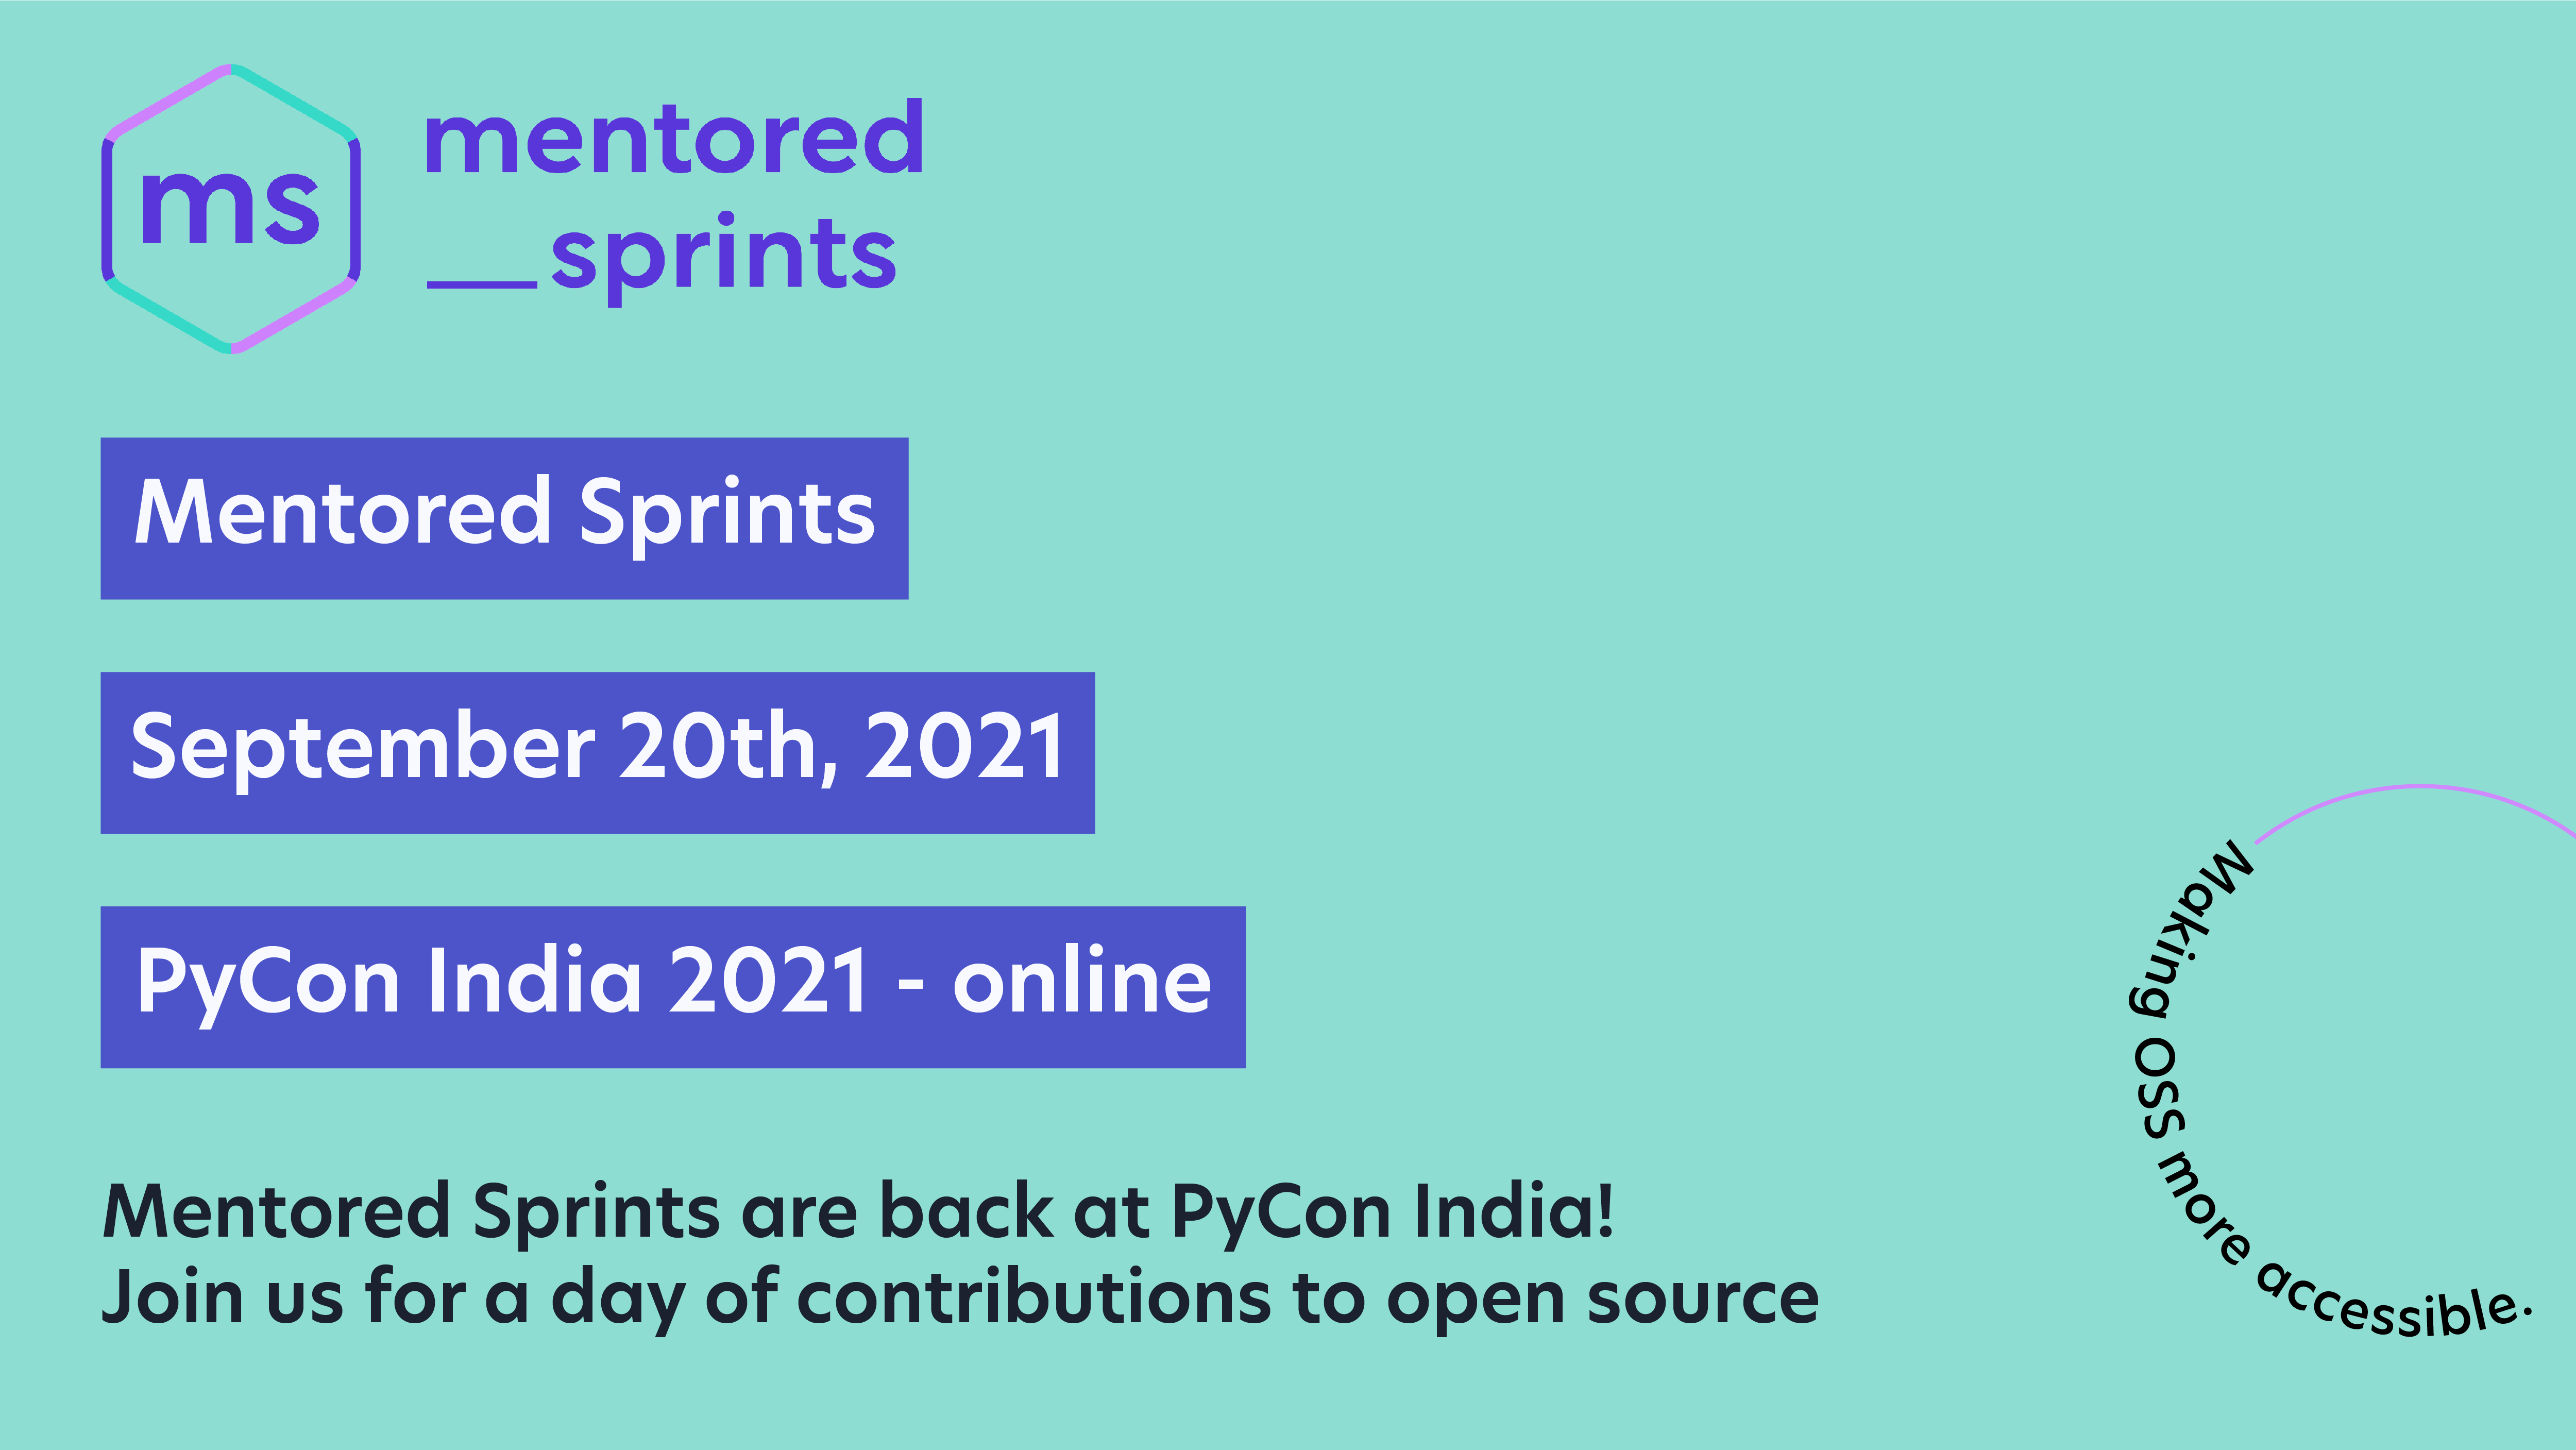 ms
mentored
__sprints
Mentored Sprints
September 20th, 2021
PyCon India 2021 - online
Mentored Sprints are back at PyCon India!
Join us for a day of contributions to open source
Making OSS more accessible.